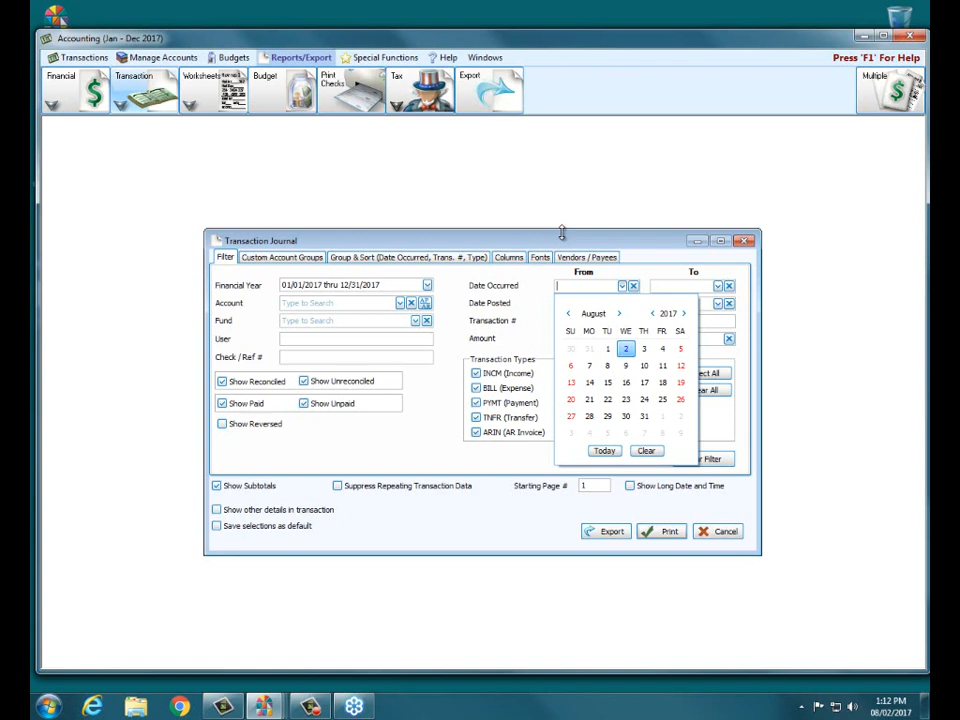 Accounting (Jan - Dec 2017)
Transactions Manage Accounts Budgets Reports/Export Special Functions Help Windows Press 'F1' For Help
Financial Transaction Worksheets Budget Print Checks Tax Export Multiple
Transaction Journal
Filter Custom Account Groups Group & Sort (Date Occurred, Trans. #, Type) Columns Fonts Vendors / Payees
From To
Financial Year 01/01/2017 thru 12/31/2017 Date Occurred
Account Type to Search Date Posted
Fund Type to Search Transaction #
User Amount
Check / Ref #
Transaction Types
Show Reconciled Show Unreconciled INCM (Income)
BILL (Expense)
Show Paid Show Unpaid PYMT (Payment)
Show Reversed TNFR (Transfer)
ARIN (AR Invoice)
August 2017
SU MO TU WE TH FR SA
30 31 1 2 3 4 5
6 7 8 9 10 11 12
13 14 15 16 17 18 19
20 21 22 23 24 25 26
27 28 29 30 31 1 2
3 4 5 6 7 8 9
Today Clear
ect All
ar All
r Filter
Show Subtotals Suppress Repeating Transaction Data Starting Page # 1 Show Long Date and Time
Show other details in transaction
Save selections as default
Export Print Cancel
1:12 PM
08/02/2017